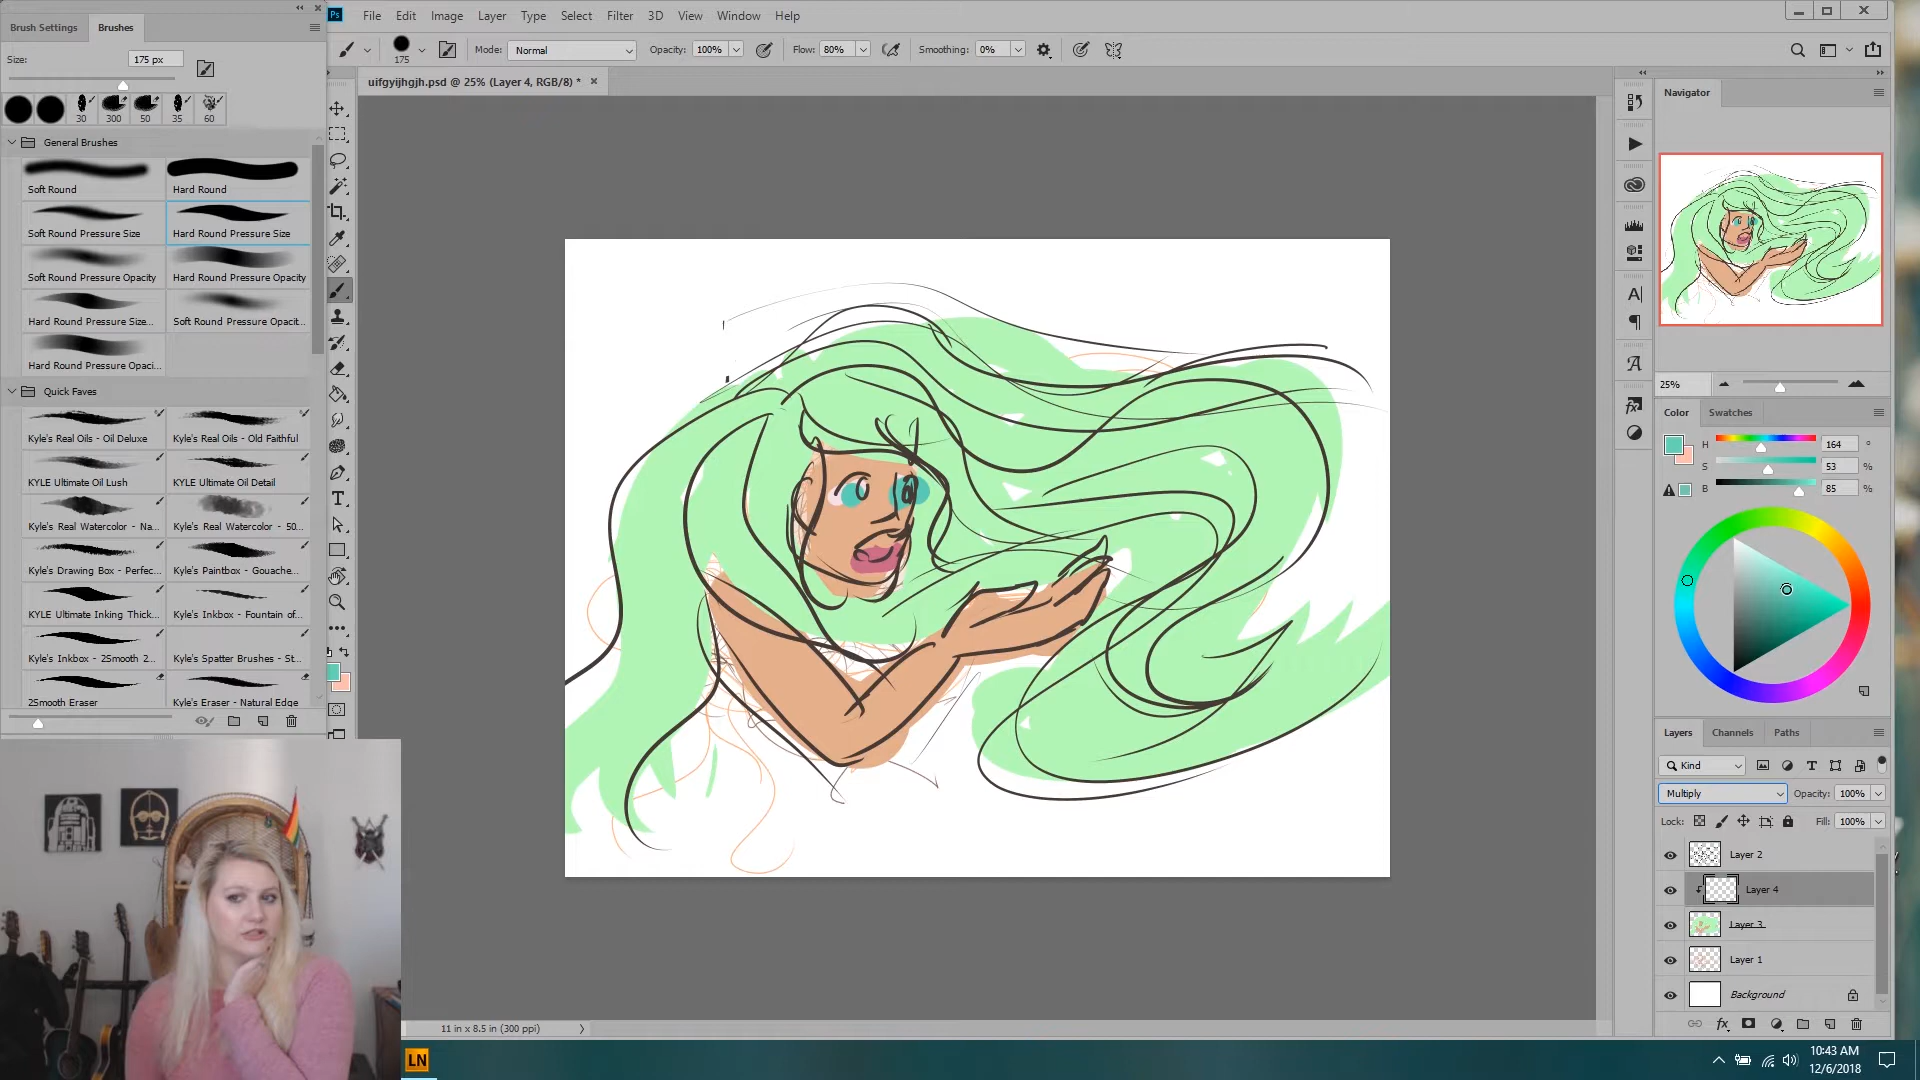 Brush Settings
Brushes
Ps
File Edit Image Layer Type Select Filter 3D View Window Help
Size:
175 px
175
Mode:
Normal
Opacity: 100%
Flow: 80%
Smoothing: 0%
uifgyijhgjh.psd @ 25% (Layer 4, RGB/8) *
30 300 50 35 60
General Brushes
Soft Round
Hard Round
Soft Round Pressure Size
Hard Round Pressure Size
Soft Round Pressure Opacity
Hard Round Pressure Opacity
Hard Round Pressure Size...
Soft Round Pressure Opacit...
Hard Round Pressure Opaci...
Quick Faves
Kyle's Real Oils - Oil Deluxe
Kyle's Real Oils - Old Faithful
KYLE Ultimate Oil Lush
KYLE Ultimate Oil Detail
Kyle's Real Watercolor - Na...
Kyle's Real Watercolor - 50...
Kyle's Drawing Box - Perfec...
Kyle's Paintbox - Gouache...
KYLE Ultimate Inking Thick...
Kyle's Inkbox - Fountain of...
Kyle's Inkbox - 2Smooth 2...
Kyle's Spatter Brushes - St...
2Smooth Eraser
Kyle's Eraser - Natural Edge
Navigator
25%
Color
Swatches
H 164 °
S 53 %
B 85 %
Layers
Channels
Paths
Kind
Multiply
Opacity: 100%
Lock:
Fill: 100%
Layer 2
Layer 4
Layer 3
Layer 1
Background
11 in x 8.5 in (300 ppi)
LN
10:43 AM
12/6/2018